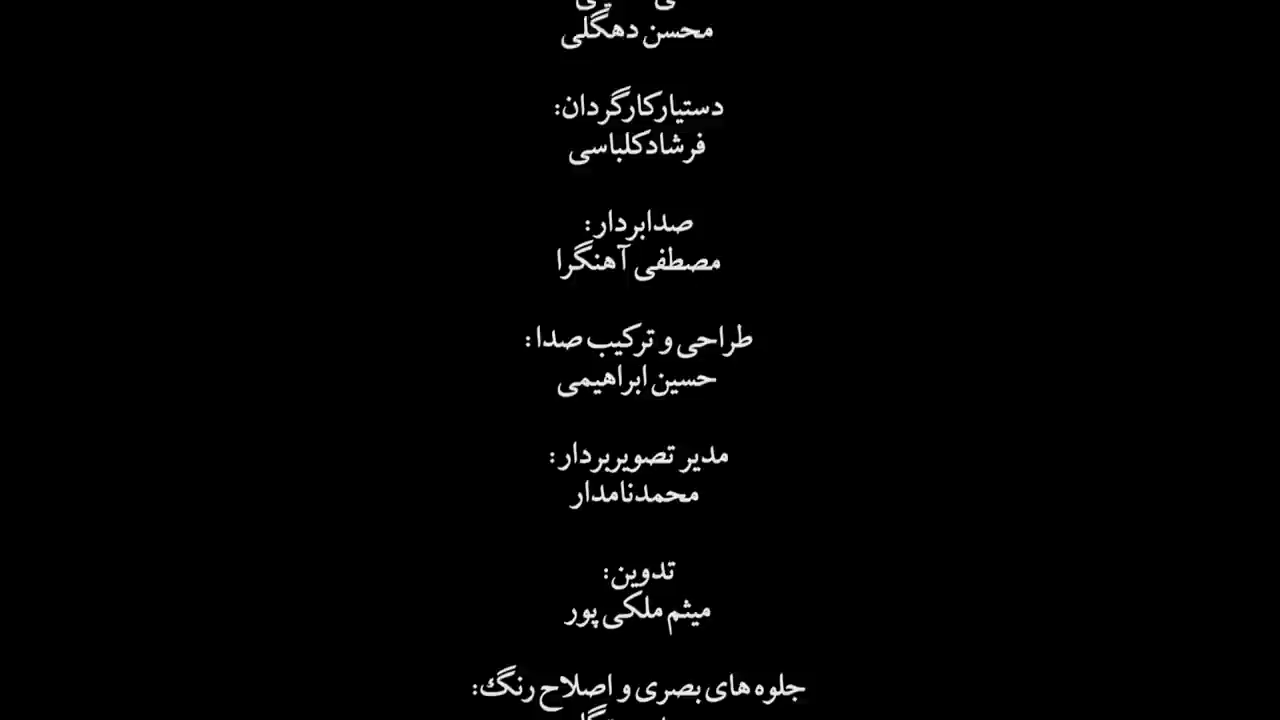 محسن دهگلی
دستیارکارگردان:
فرشادکلباسی
صدابردار:
مصطفی آهنگرا
طراحی و ترکیب صدا:
حسین ابراهیمی
مدیر تصویربردار:
محمدنامدار
تدوین:
میثم ملکی پور
جلوه های بصری و اصلاح رنگ: